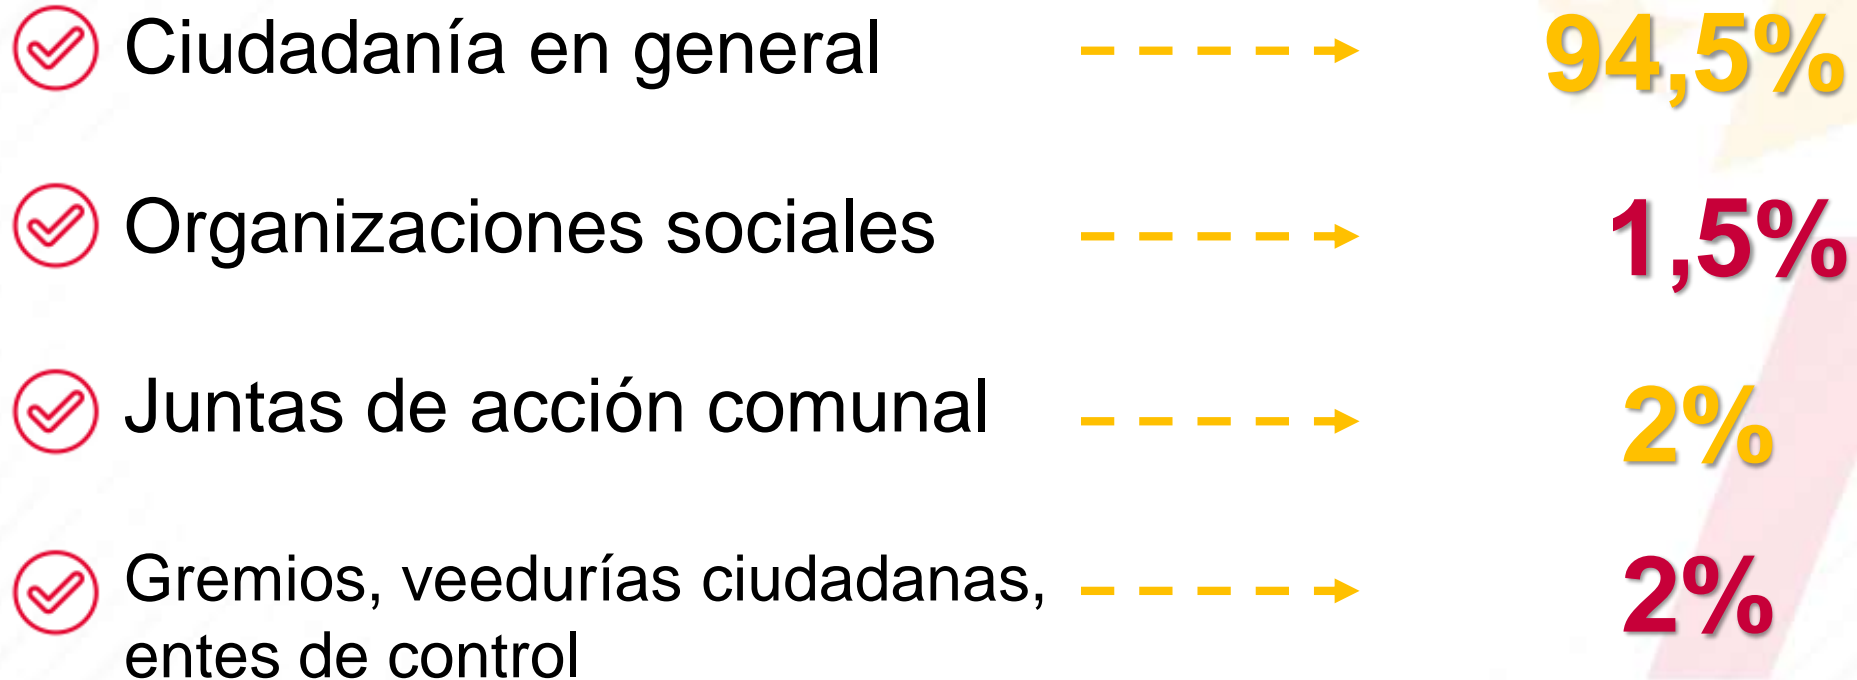 Ciudadanía en general 94,5%
Organizaciones sociales 1,5%
Juntas de acción comunal 2%
Gremios, veedurías ciudadanas, 2%
entes de control